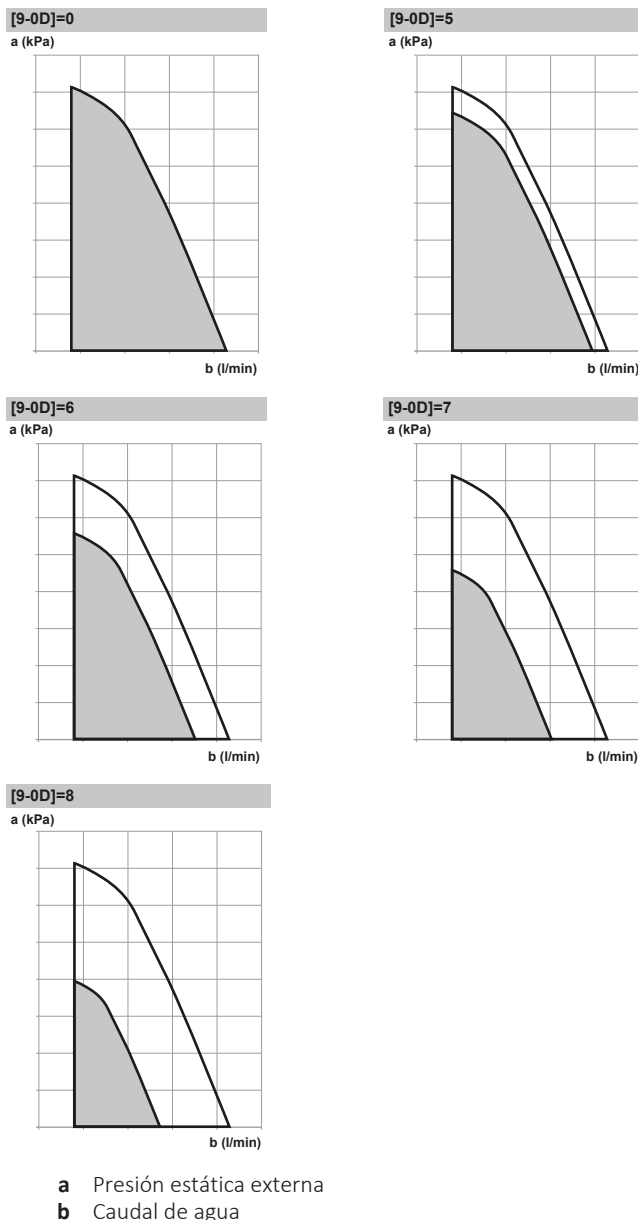 [9-0D]=0
a (kPa)
b (l/min)
[9-0D]=5
a (kPa)
b (l/min)
[9-0D]=6
a (kPa)
b (l/min)
[9-0D]=7
a (kPa)
b (l/min)
[9-0D]=8
a (kPa)
b (l/min)
a Presión estática externa
b Caudal de agua